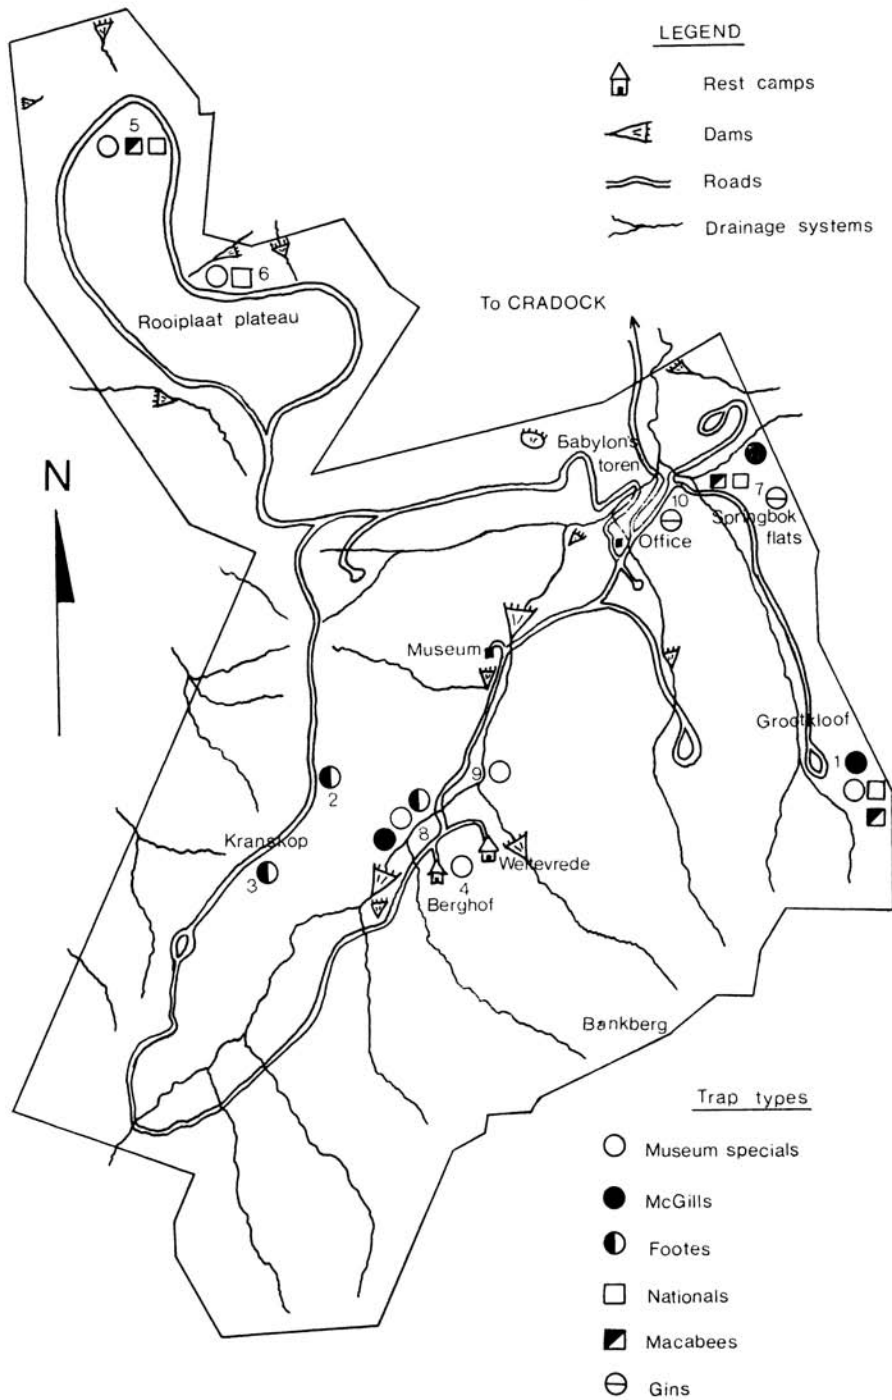 LEGEND
Rest camps
Dams
Roads
Drainage systems
5
6
Rooiplaat plateau
To CRADOCK
N
Babylon's
toren
7
10
Springbok
flats
Office
Museum
Grootkloof
1
9
2
8
Kranskop
3
4
Weltevrede
Berghof
Bankberg
Trap types
Museum specials
McGills
Footes
Nationals
Macabees
Gins